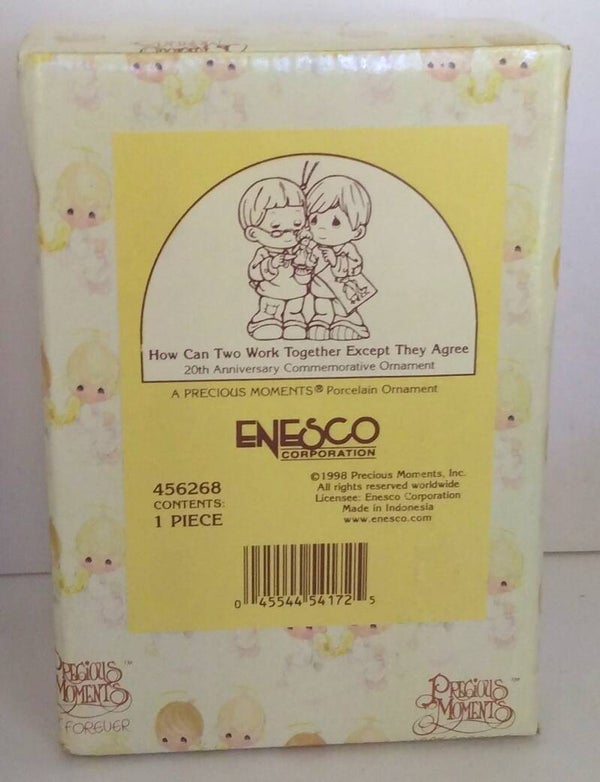 How Can Two Work Together Except They Agree
20th Anniversary Commemorative Ornament
A PRECIOUS MOMENTS® Porcelain Ornament
ENESCO
CORPORATION
456268
CONTENTS:
1 PIECE
©1998 Precious Moments, Inc.
All rights reserved worldwide
Licensee: Enesco Corporation
Made in Indonesia
www.enesco.com
0 45544 54172 5
PRECIOUS
MOMENTS™
FOREVER
PRECIOUS
MOMENTS™